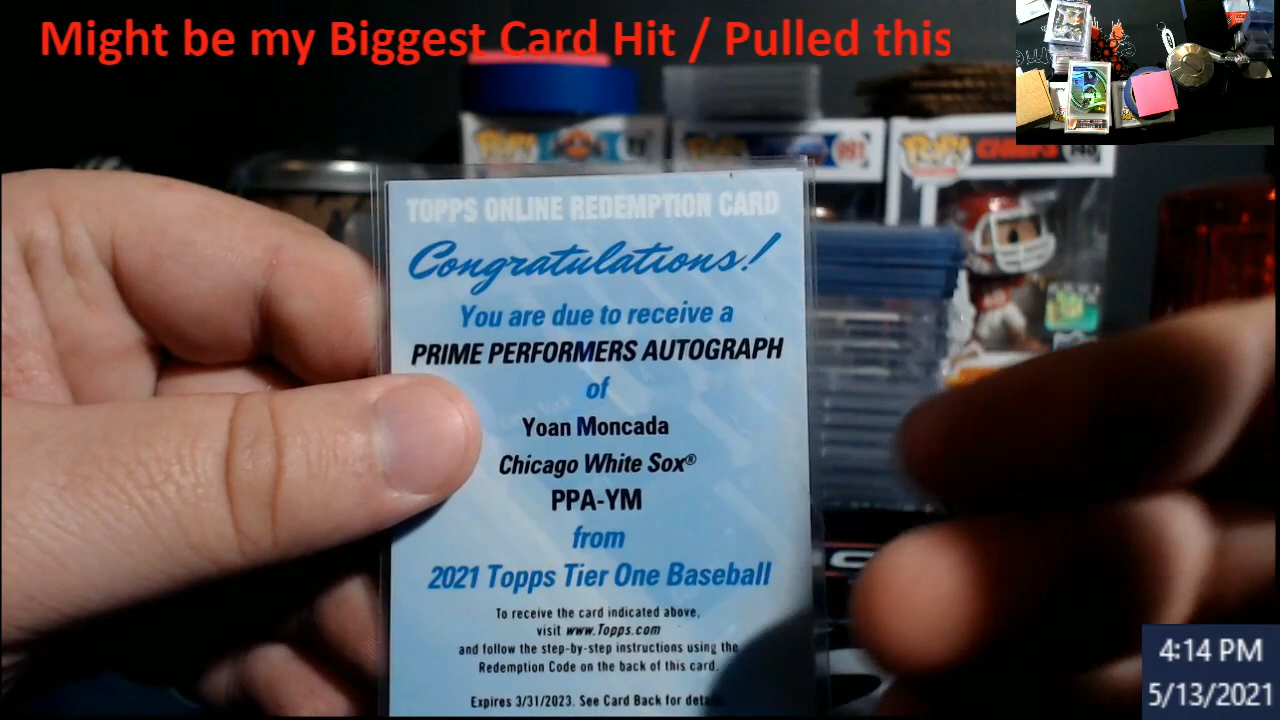 Might be my Biggest Card Hit / Pulled this
TOPPS ONLINE REDEMPTION CARD
Congratulations!
You are due to receive a
PRIME PERFORMERS AUTOGRAPH
of
Yoan Moncada
Chicago White Sox®
PPA-YM
from
2021 Topps Tier One Baseball
To receive the card indicated above,
visit www.Topps.com
and follow the step-by-step instructions using the
Redemption Code on the back of this card.
Expires 3/31/2023. See Card Back for
POP!
POP!
POP!
CHIEFS
4:14 PM
5/13/2021